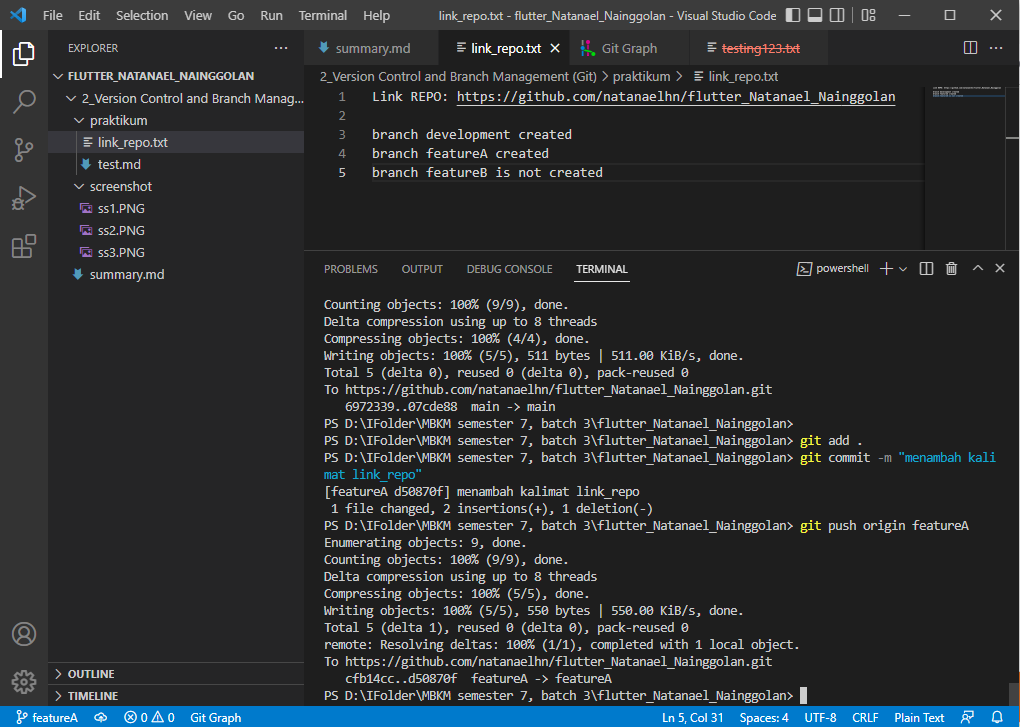 File Edit Selection View Go Run Terminal Help link_repo.txt - flutter_Natanael_Nainggolan - Visual Studio Code
EXPLORER
FLUTTER_NATANAEL_NAINGGOLAN
2_Version Control and Branch Manag...
praktikum
link_repo.txt
test.md
screenshot
ss1.PNG
ss2.PNG
ss3.PNG
summary.md
OUTLINE
TIMELINE
summary.md link_repo.txt Git Graph testing123.txt
2_Version Control and Branch Management (Git) > praktikum > link_repo.txt
1 Link REPO: https://github.com/natanaelhn/flutter_Natanael_Nainggolan
2
3 branch development created
4 branch featureA created
5 branch featureB is not created
PROBLEMS OUTPUT DEBUG CONSOLE TERMINAL powershell
Counting objects: 100% (9/9), done.
Delta compression using up to 8 threads
Compressing objects: 100% (4/4), done.
Writing objects: 100% (5/5), 511 bytes | 511.00 KiB/s, done.
Total 5 (delta 0), reused 0 (delta 0), pack-reused 0
To https://github.com/natanaelhn/flutter_Natanael_Nainggolan.git
6972339..07cde88 main -> main
PS D:\IFolder\MBKM semester 7, batch 3\flutter_Natanael_Nainggolan>
PS D:\IFolder\MBKM semester 7, batch 3\flutter_Natanael_Nainggolan> git add .
PS D:\IFolder\MBKM semester 7, batch 3\flutter_Natanael_Nainggolan> git commit -m "menambah kali
mat link_repo"
[featureA d50870f] menambah kalimat link_repo
1 file changed, 2 insertions(+), 1 deletion(-)
PS D:\IFolder\MBKM semester 7, batch 3\flutter_Natanael_Nainggolan> git push origin featureA
Enumerating objects: 9, done.
Counting objects: 100% (9/9), done.
Delta compression using up to 8 threads
Compressing objects: 100% (5/5), done.
Writing objects: 100% (5/5), 550 bytes | 550.00 KiB/s, done.
Total 5 (delta 1), reused 0 (delta 0), pack-reused 0
remote: Resolving deltas: 100% (1/1), completed with 1 local object.
To https://github.com/natanaelhn/flutter_Natanael_Nainggolan.git
cfb14cc..d50870f featureA -> featureA
PS D:\IFolder\MBKM semester 7, batch 3\flutter_Natanael_Nainggolan>
featureA 0 0 Git Graph Ln 5, Col 31 Spaces: 4 UTF-8 CRLF Plain Text